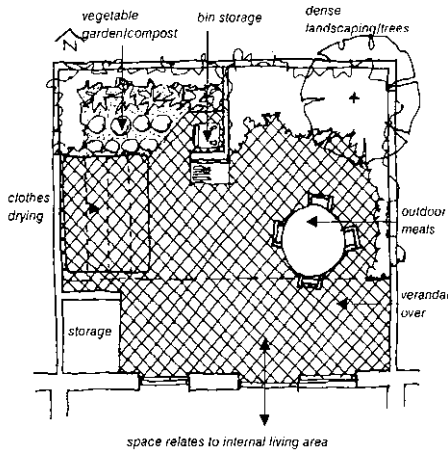 vegetable
garden/compost
bin storage
dense
landscaping/trees
N
clothes
drying
outdoor
meals
verandah
over
storage
space relates to internal living area